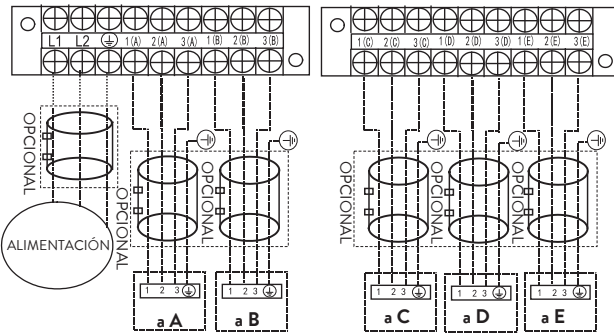 L1 L2 1(A) 2(A) 3(A) 1(B) 2(B) 3(B)
1(C) 2(C) 3(C) 1(D) 2(D) 3(D) 1(E) 2(E) 3(E)
OPCIONAL
OPCIONAL
OPCIONAL
OPCIONAL
OPCIONAL
OPCIONAL
ALIMENTACIÓN
1 2 3
a A
1 2 3
a B
1 2 3
a C
1 2 3
a D
1 2 3
a E